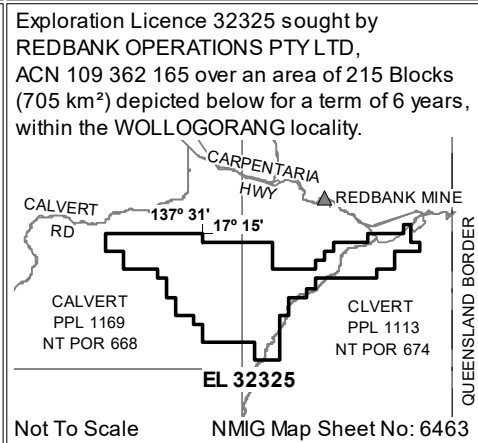 Exploration Licence 32325 sought by
REDBANK OPERATIONS PTY LTD,
ACN 109 362 165 over an area of 215 Blocks
(705 km²) depicted below for a term of 6 years,
within the WOLLOGORANG locality.
CARPENTARIA
HWY
REDBANK MINE
CALVERT
RD
137º 31'
17º 15'
CALVERT
PPL 1169
NT POR 668
CLVERT
PPL 1113
NT POR 674
QUEENSLAND BORDER
EL 32325
Not To Scale
NMIG Map Sheet No: 6463